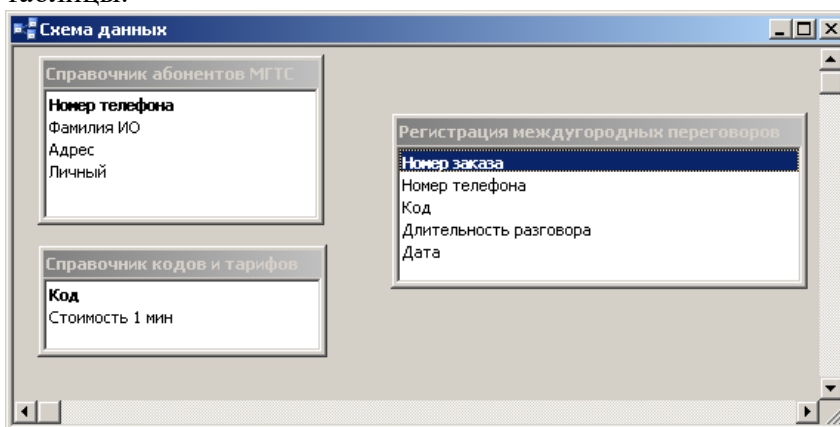 таблицы.
Схема данных
Справочник абонентов МГТС
Номер телефона
Фамилия ИО
Адрес
Личный
Регистрация междугородных переговоров
Номер заказа
Номер телефона
Код
Длительность разговора
Дата
Справочник кодов и тарифов
Код
Стоимость 1 мин